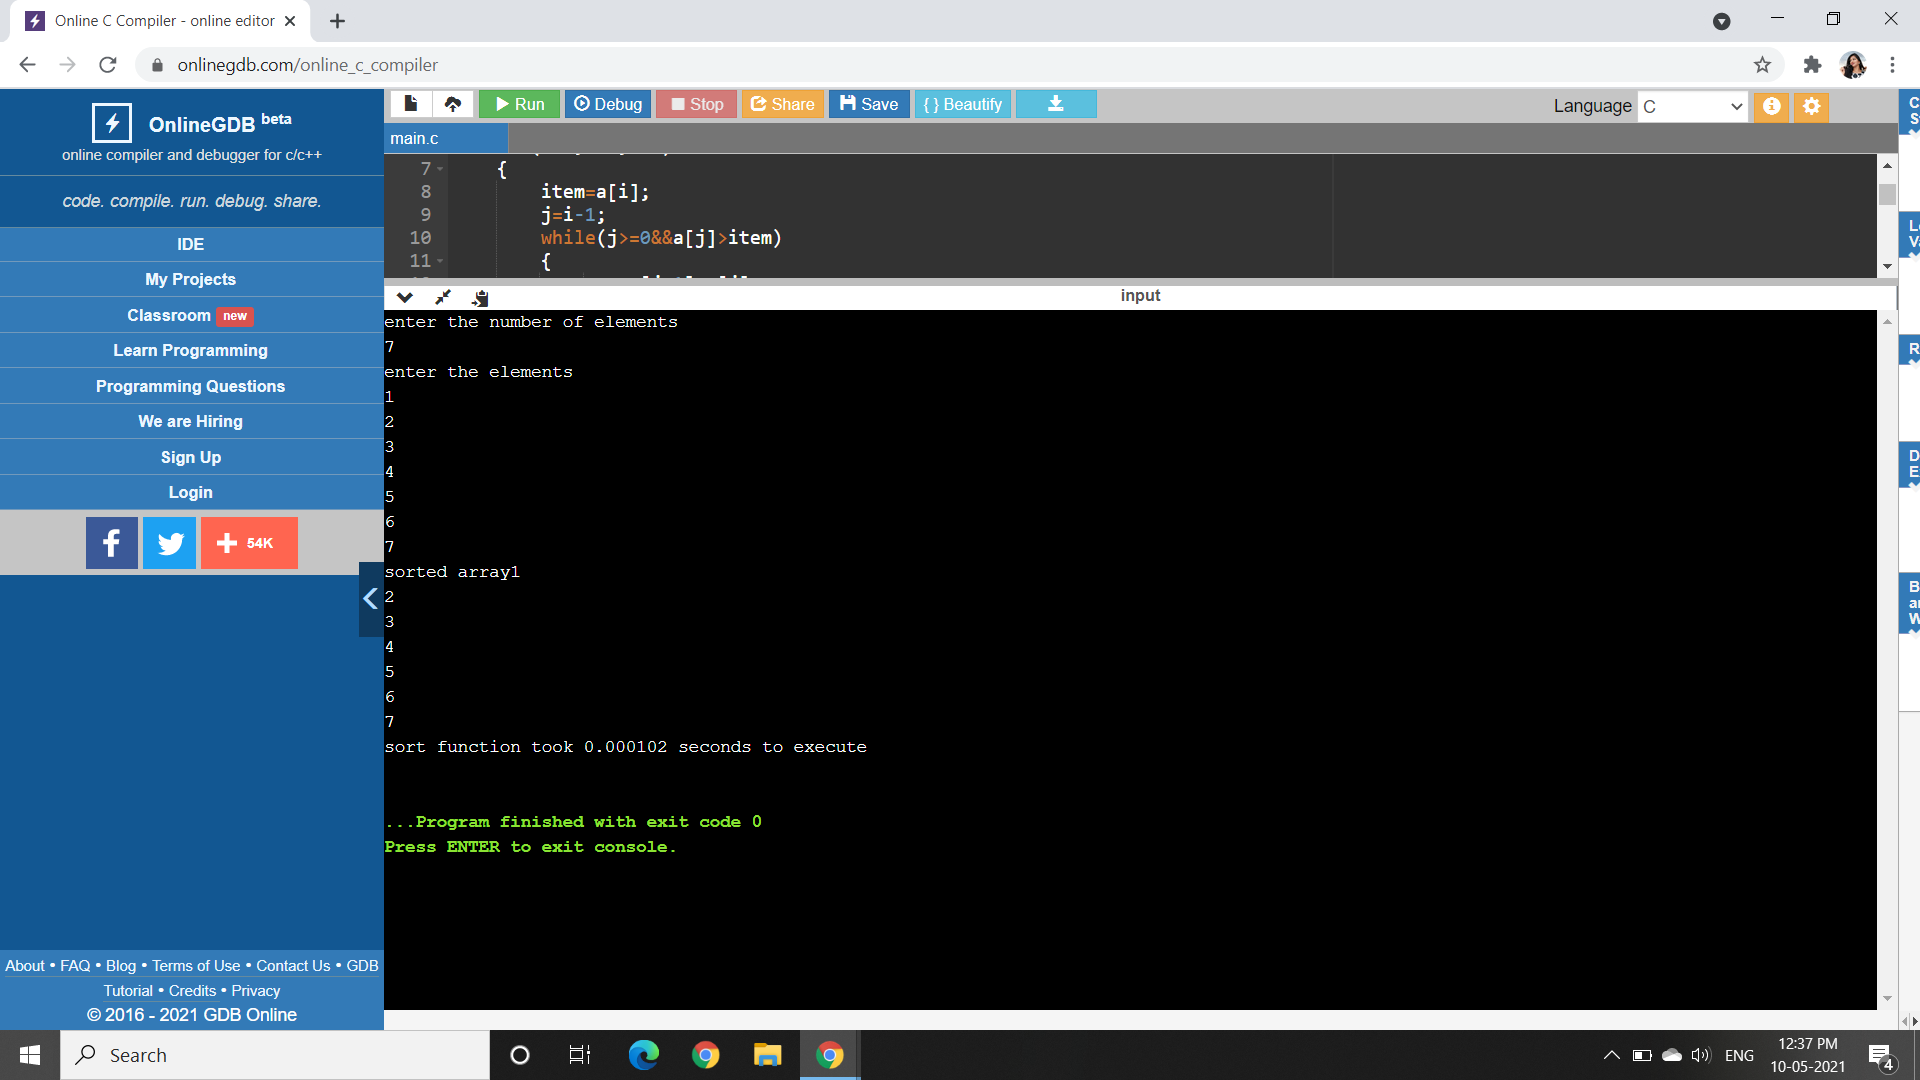 Online C Compiler - online editor
onlinegdb.com/online_c_compiler
OnlineGDB beta
online compiler and debugger for c/c++
code. compile. run. debug. share.
IDE
My Projects
Classroom new
Learn Programming
Programming Questions
We are Hiring
Sign Up
Login
54K
About • FAQ • Blog • Terms of Use • Contact Us • GDB
Tutorial • Credits • Privacy
© 2016 - 2021 GDB Online
Run Debug Stop Share Save { } Beautify
Language C
main.c
7 {
8 item=a[i];
9 j=i-1;
10 while(j>=0&&a[j]>item)
11 {
input
enter the number of elements
7
enter the elements
1
2
3
4
5
6
7
sorted array1
2
3
4
5
6
7
sort function took 0.000102 seconds to execute
...Program finished with exit code 0
Press ENTER to exit console.
Search
ENG
12:37 PM
10-05-2021
4